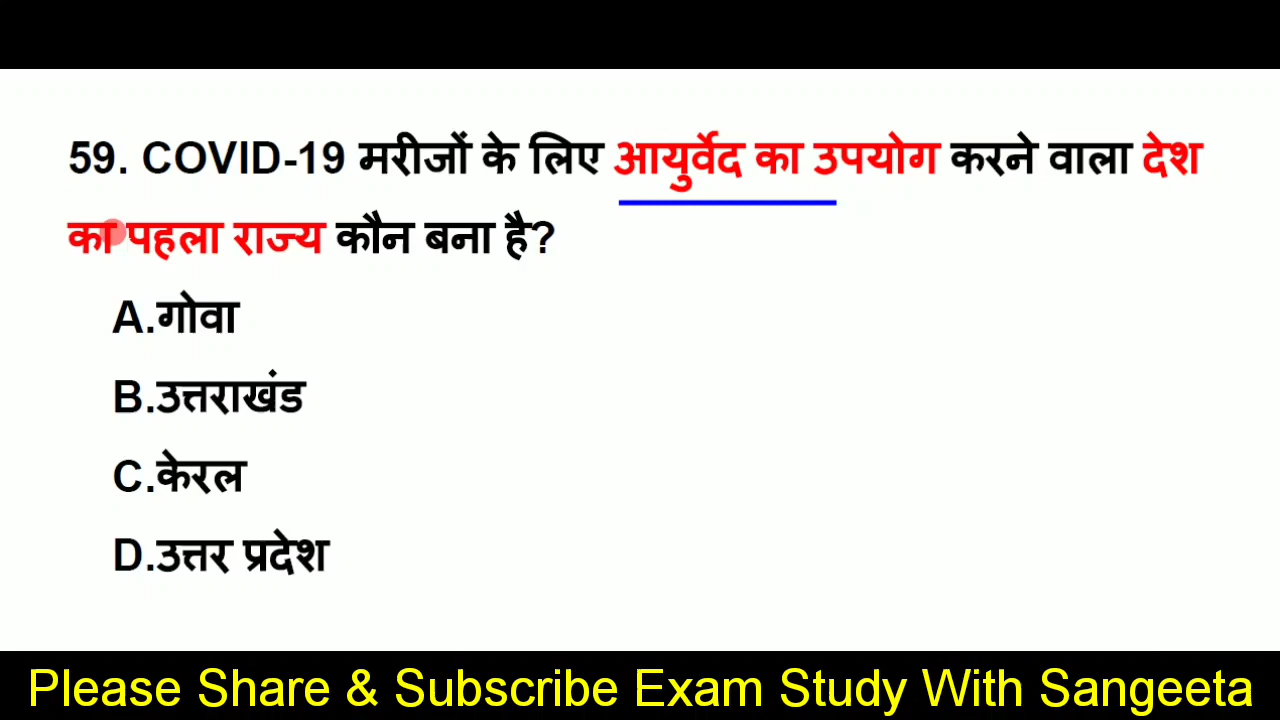 59. COVID-19 मरीजों के लिए आयुर्वेद का उपयोग करने वाला देश
का पहला राज्य कौन बना है?
A.गोवा
B.उत्तराखंड
C.केरल
D.उत्तर प्रदेश
Please Share & Subscribe Exam Study With Sangeeta